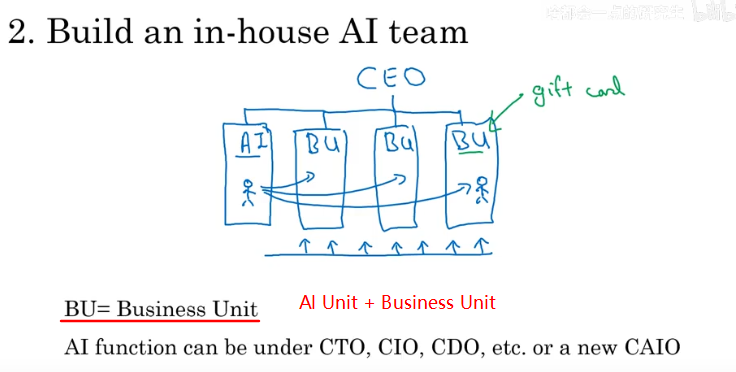 2. Build an in-house AI team
CEO
gift card
AI BU BU BU
BU= Business Unit
AI Unit + Business Unit
AI function can be under CTO, CIO, CDO, etc. or a new CAIO